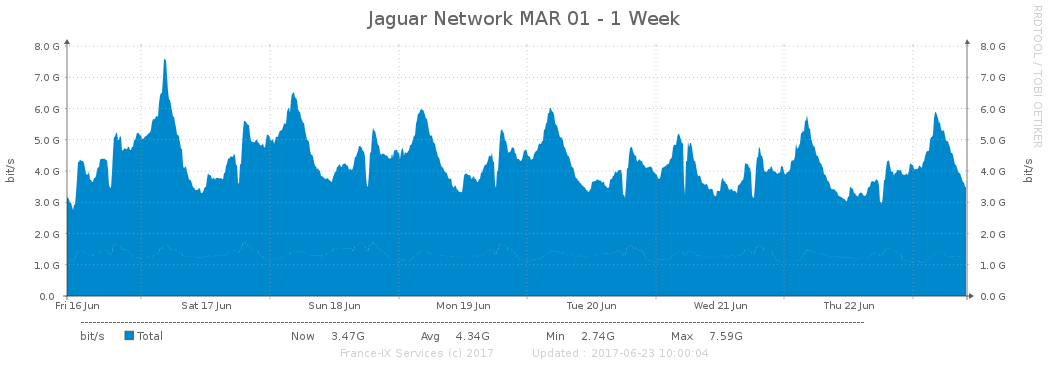 Jaguar Network MAR 01 - 1 Week
RRDTOOL / TOBI OETIKER
bit/s
bit/s
8.0 G 8.0 G
7.0 G 7.0 G
6.0 G 6.0 G
5.0 G 5.0 G
4.0 G 4.0 G
3.0 G 3.0 G
2.0 G 2.0 G
1.0 G 1.0 G
0.0 0.0 G
Fri 16 Jun Sat 17 Jun Sun 18 Jun Mon 19 Jun Tue 20 Jun Wed 21 Jun Thu 22 Jun
bit/s Total Now 3.47G Avg 4.34G Min 2.74G Max 7.59G
France-IX Services (c) 2017 Updated : 2017-06-23 10:00:04